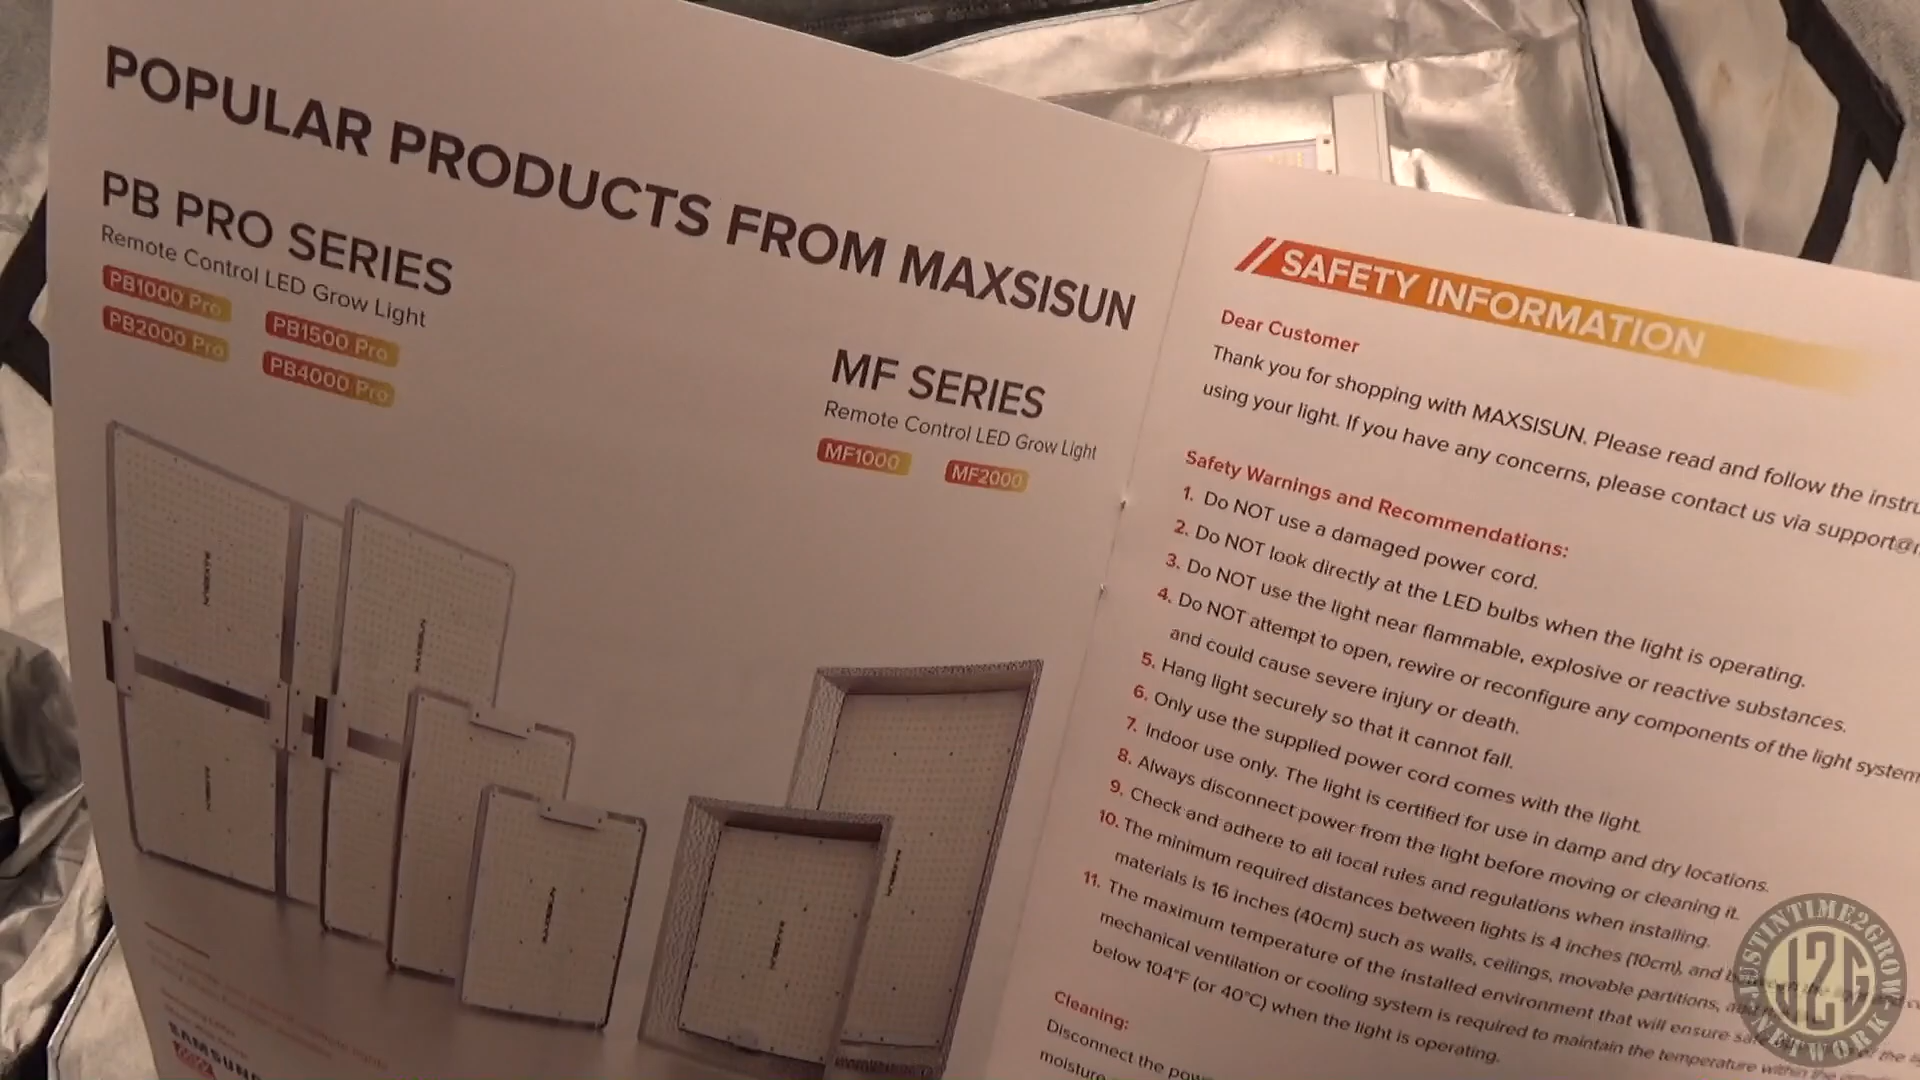 POPULAR PRODUCTS FROM MAXSISUN
PB PRO SERIES
Remote Control LED Grow Light
PB1000 Pro
PB1500 Pro
PB2000 Pro
PB4000 Pro
MF SERIES
Remote Control LED Grow Light
MF1000
MF2000
MAXSISUN
MAXSISUN
MAXSISUN
SAFETY INFORMATION
Dear Customer
Thank you for shopping with MAXSISUN. Please read and follow the instru
using your light. If you have any concerns, please contact us via support@
Safety Warnings and Recommendations:
1. Do NOT use a damaged power cord.
2. Do NOT look directly at the LED bulbs when the light is operating.
3. Do NOT use the light near flammable, explosive or reactive substances.
4. Do NOT attempt to open, rewire or reconfigure any components of the light system
and could cause severe injury or death.
5. Hang light securely so that it cannot fall.
6. Only use the supplied power cord comes with the light.
7. Indoor use only. The light is certified for use in damp and dry locations.
8. Always disconnect power from the light before moving or cleaning it.
9. Check and adhere to all local rules and regulations when installing.
10. The minimum required distances between lights is 4 inches (10cm), and
materials is 16 inches (40cm) such as walls, ceilings, movable partitions,
11. The maximum temperature of the installed environment that will ensure
mechanical ventilation or cooling system is required to maintain the temperature within the
below 104°F (or 40°C) when the light is operating.
Cleaning:
Disconnect the pow
moisture
SAMSUNG
JUSTINTIME2GROW
J2G
NETWORK